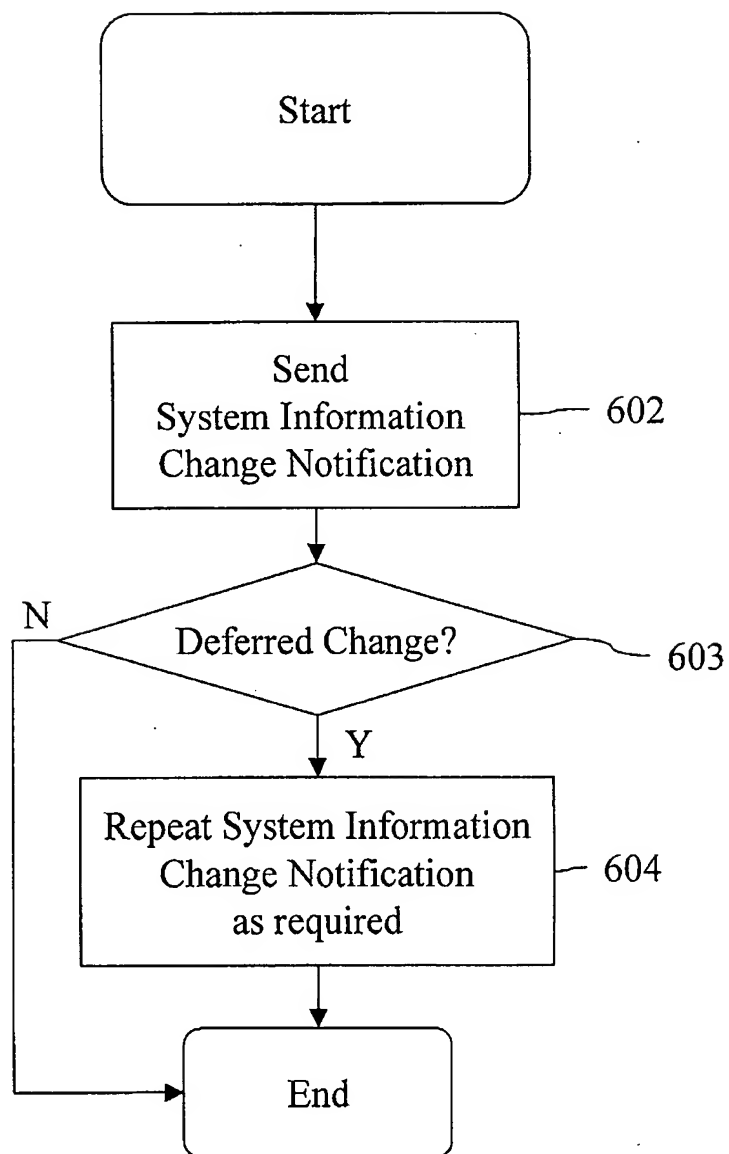 Start
Send
System Information
Change Notification
602
N
Deferred Change?
603
Y
Repeat System Information
Change Notification
as required
604
End